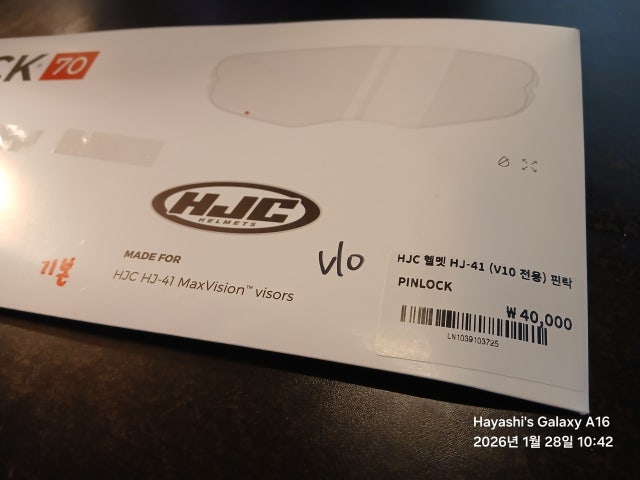 CK® 70
HJC
HELMETS
MADE FOR
HJC HJ-41 MaxVision™ visors
기본
V10
HJC 헬멧 HJ-41 (V10 전용) 핀락
PINLOCK
₩ 40,000
LN1039103725
Hayashi's Galaxy A16
2026년 1월 28일 10:42